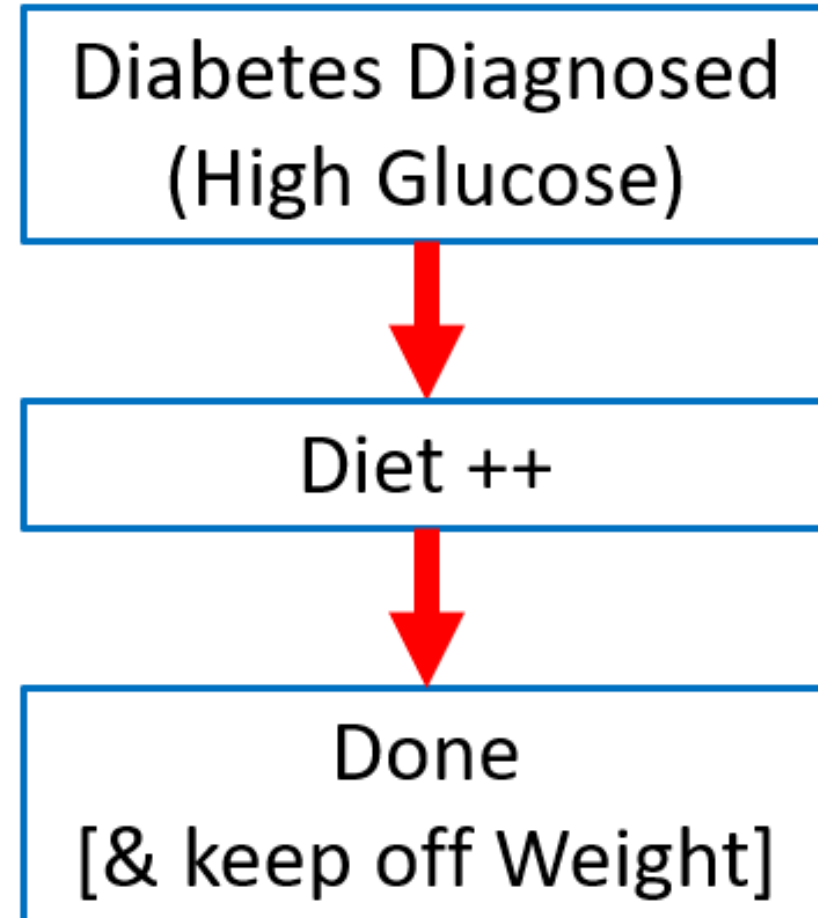 Diabetes Diagnosed
(High Glucose)
Diet ++
Done
[& keep off Weight]